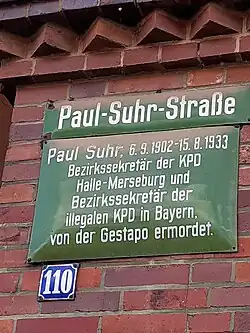 Paul-Suhr-Straße
Paul Suhr, 6.9.1902-15.8.1933
Bezirkssekretär der KPD
Halle-Merseburg und
Bezirkssekretär der
illegalen KPD in Bayern,
von der Gestapo ermordet.
110